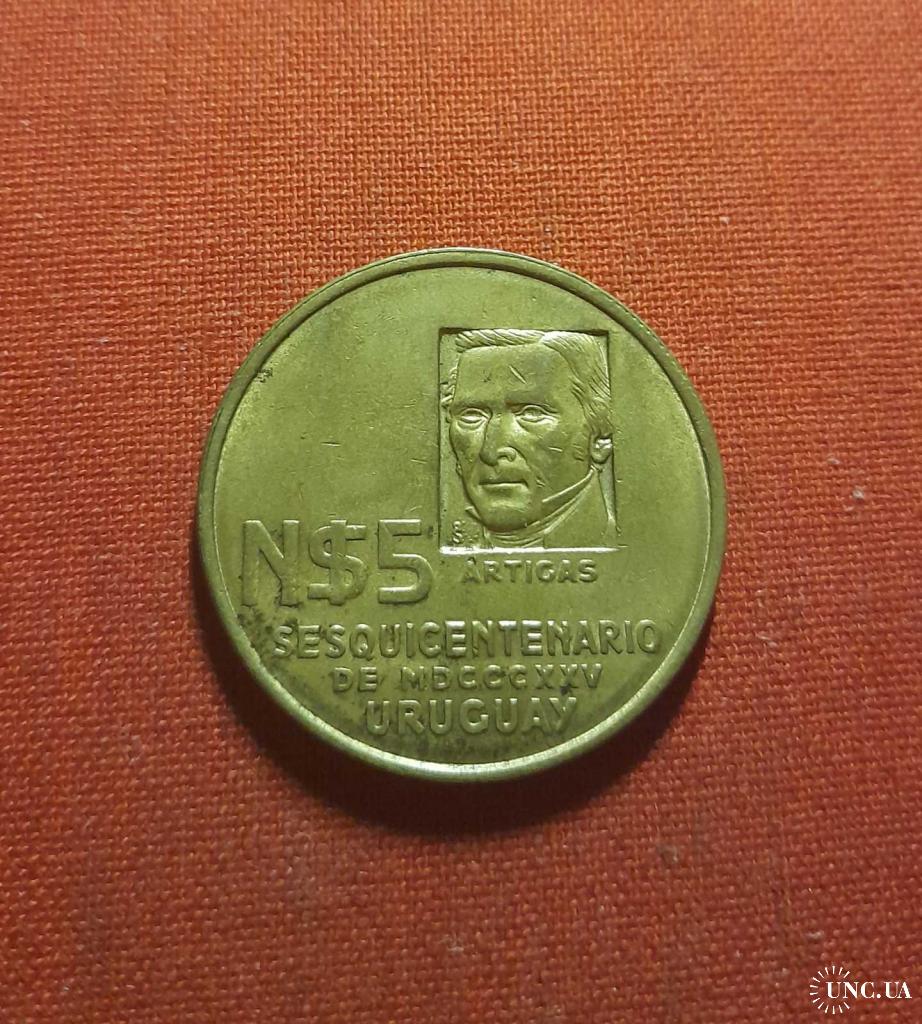 N$5
ARTIGAS
SESQUICENTENARIO
DE MDCCCXXV
URUGUAY
UNC.UA